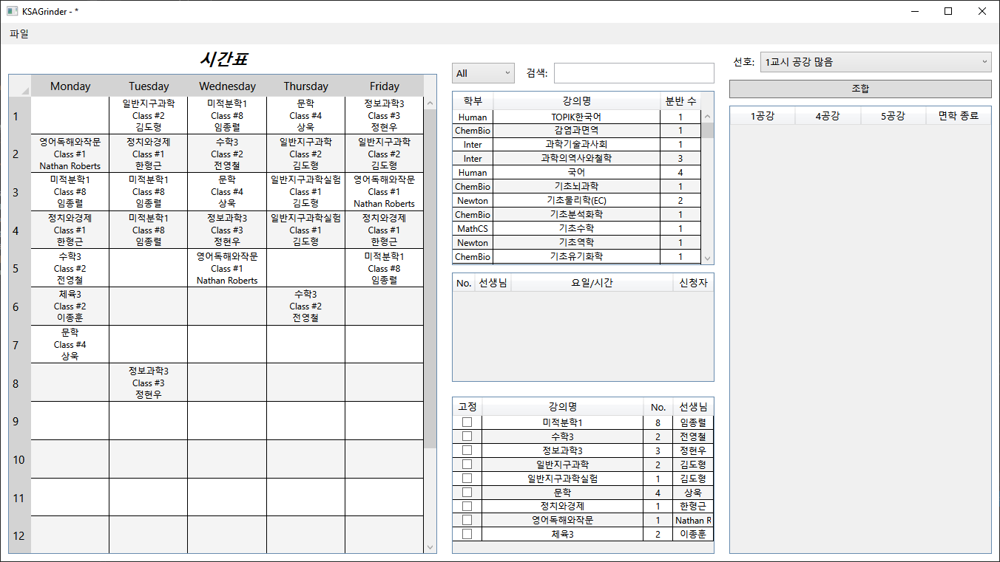 KSAGrinder - *
파일
시간표
Monday Tuesday Wednesday Thursday Friday
1
일반지구과학
Class #2
김도형
미적분학1
Class #8
임종렬
문학
Class #4
상욱
정보과학3
Class #3
정현우
2
영어독해와작문
Class #1
Nathan Roberts
정치와경제
Class #1
한형근
수학3
Class #2
전영철
일반지구과학
Class #2
김도형
일반지구과학
Class #2
김도형
3
미적분학1
Class #8
임종렬
미적분학1
Class #8
임종렬
문학
Class #4
상욱
일반지구과학실험
Class #1
김도형
영어독해와작문
Class #1
Nathan Roberts
4
정치와경제
Class #1
한형근
미적분학1
Class #8
임종렬
정보과학3
Class #3
정현우
일반지구과학실험
Class #1
김도형
정치와경제
Class #1
한형근
5
수학3
Class #2
전영철
영어독해와작문
Class #1
Nathan Roberts
미적분학1
Class #8
임종렬
6
체육3
Class #2
이종훈
수학3
Class #2
전영철
7
문학
Class #4
상욱
8
정보과학3
Class #3
정현우
9
10
11
12
All 검색:
학부 강의명 분반 수
Human TOPIK한국어 1
ChemBio 감염과면역 1
Inter 과학기술과사회 1
Inter 과학의역사와철학 3
Human 국어 4
ChemBio 기초뇌과학 1
Newton 기초물리학(EC) 2
ChemBio 기초분석화학 1
MathCS 기초수학 1
Newton 기초역학 1
ChemBio 기초유기화학 1
No. 선생님 요일/시간 신청자
고정 강의명 No. 선생님
미적분학1 8 임종렬
수학3 2 전영철
정보과학3 3 정현우
일반지구과학 2 김도형
일반지구과학실험 1 김도형
문학 4 상욱
정치와경제 1 한형근
영어독해와작문 1 Nathan R
체육3 2 이종훈
선호: 1교시 공강 많음
조합
1공강 4공강 5공강 면학 종료